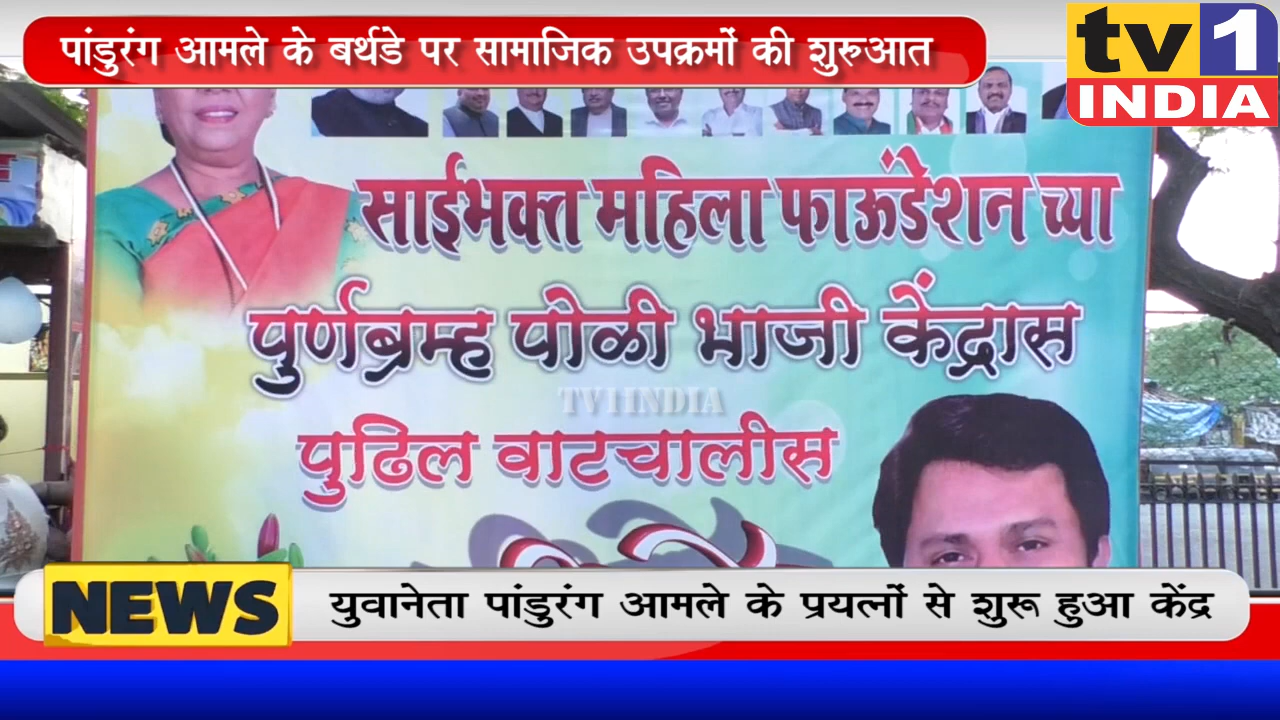 पांडुरंग आमले के बर्थडे पर सामाजिक उपक्रमों की शुरुआत
tv1
INDIA
साईभक्त महिला फाऊंडेशन च्या
पुर्णब्रम्ह पोळी भाजी केंद्रास
TV1INDIA
पुढिल वाटचालीस
NEWS
युवानेता पांडुरंग आमले के प्रयत्नों से शुरू हुआ केंद्र